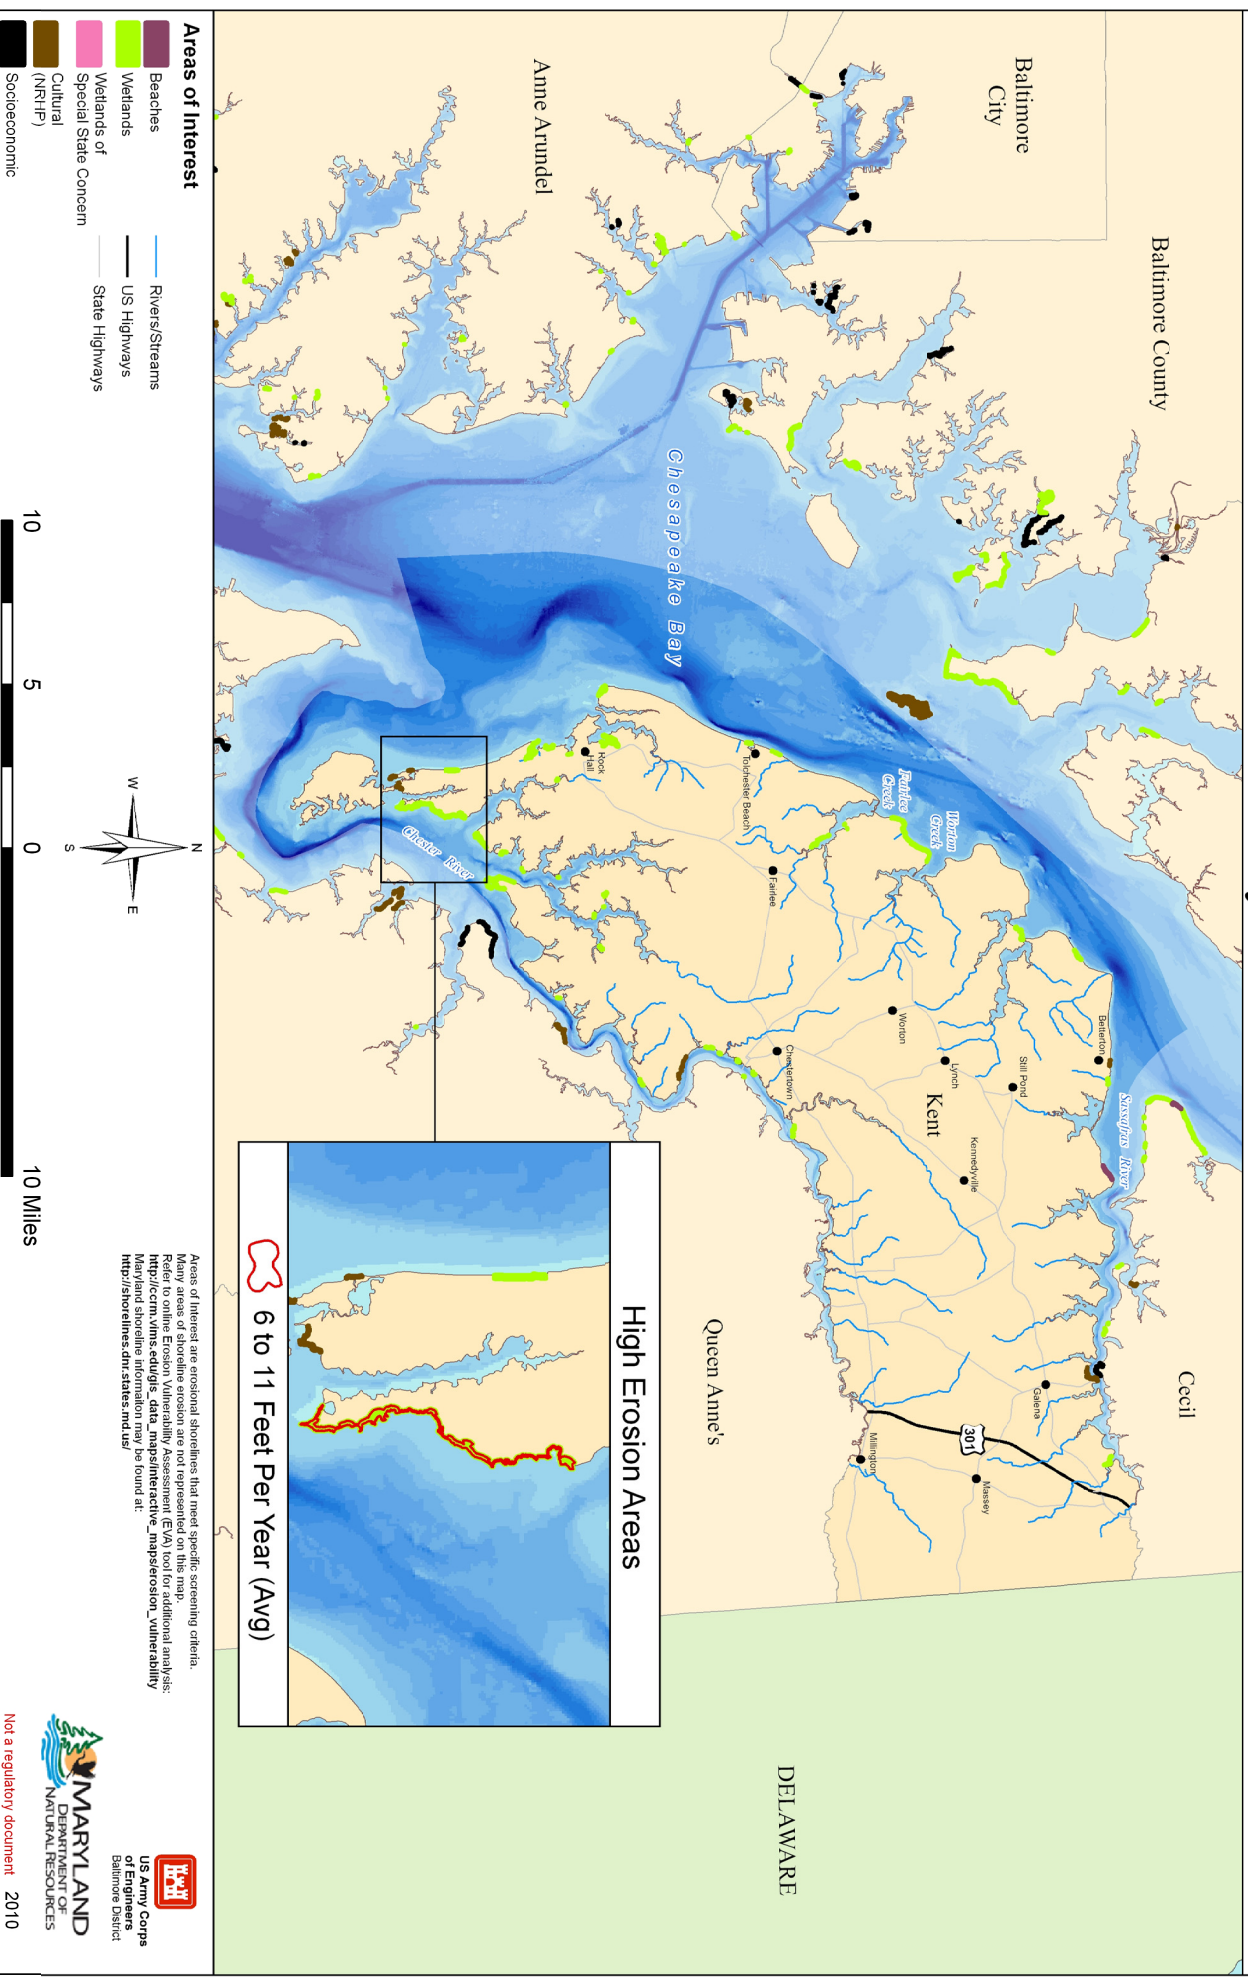 Baltimore
City
Baltimore County
Anne Arundel
Chesapeake Bay
Rock
Hall
Tolchester Beach
Fairlee
Creek
Worton
Creek
Fairlee
Chester River
Worton
Chestertown
Lynch
Still Pond
Betterton
Kent
Kennedyville
Sassafras River
Cecil
Galena
301
Millington
Massey
Queen Anne's
DELAWARE
High Erosion Areas
6 to 11 Feet Per Year (Avg)
Areas of Interest
Beaches
Wetlands
Wetlands of
Special State Concern
Cultural
(NRHP)
Socioeconomic
Rivers/Streams
US Highways
State Highways
10
5
0
10 Miles
N
W
E
S
Areas of Interest are erosional shorelines that meet specific screening criteria.
Many areas of shoreline erosion are not represented on this map.
Refer to online Erosion Vulnerability Assessment (EVA) tool for additional analysis:
http://ccrm.vims.edu/gis_data_maps/interactive_maps/erosion_vulnerability
Maryland shoreline information may be found at:
http://shorelines.dnr.states.md.us/
MARYLAND
DEPARTMENT OF
NATURAL RESOURCES
US Army Corps
of Engineers
Baltimore District
Not a regulatory document
2010